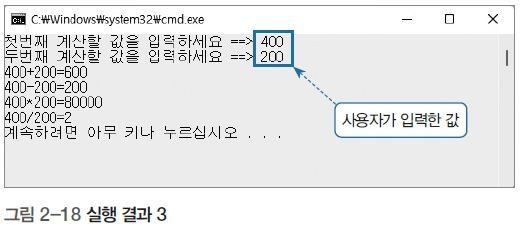 C:₩Windows₩system32₩cmd.exe
첫번째 계산할 값을 입력하세요 ==> 400
두번째 계산할 값을 입력하세요 ==> 200
400+200=600
400-200=200
400*200=80000
400/200=2
계속하려면 아무 키나 누르십시오 . . .
사용자가 입력한 값
그림 2-18 실행 결과 3